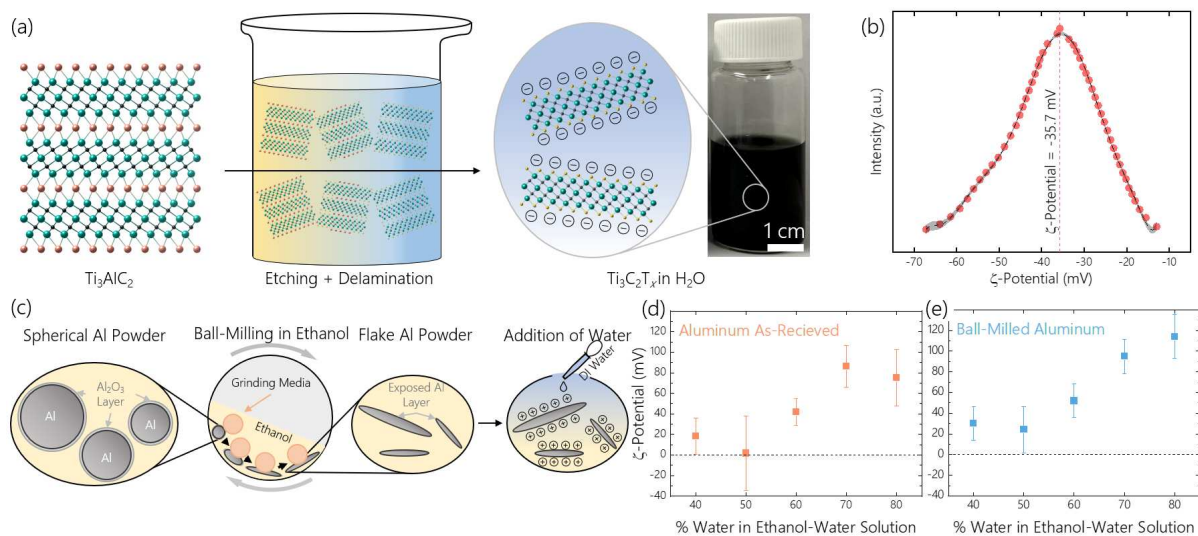 (a)
Ti₃AlC₂
Etching + Delamination
Ti₃C₂Tₓ in H₂O
1 cm
(b)
Intensity (a.u.)
ζ-Potential = -35.7 mV
-70 -60 -50 -40 -30 -20 -10
ζ-Potential (mV)
(c)
Spherical Al Powder
Al₂O₃
Layer
Al
Al
Al
Ball-Milling in Ethanol
Grinding Media
Ethanol
Flake Al Powder
Exposed Al
Layer
Addition of Water
DI Water
(d)
Aluminum As-Recieved
ζ-Potential (mV)
120
100
80
60
40
20
0
-20
-40
40 50 60 70 80
% Water in Ethanol-Water Solution
(e)
Ball-Milled Aluminum
120
100
80
60
40
20
0
-20
-40
40 50 60 70 80
% Water in Ethanol-Water Solution